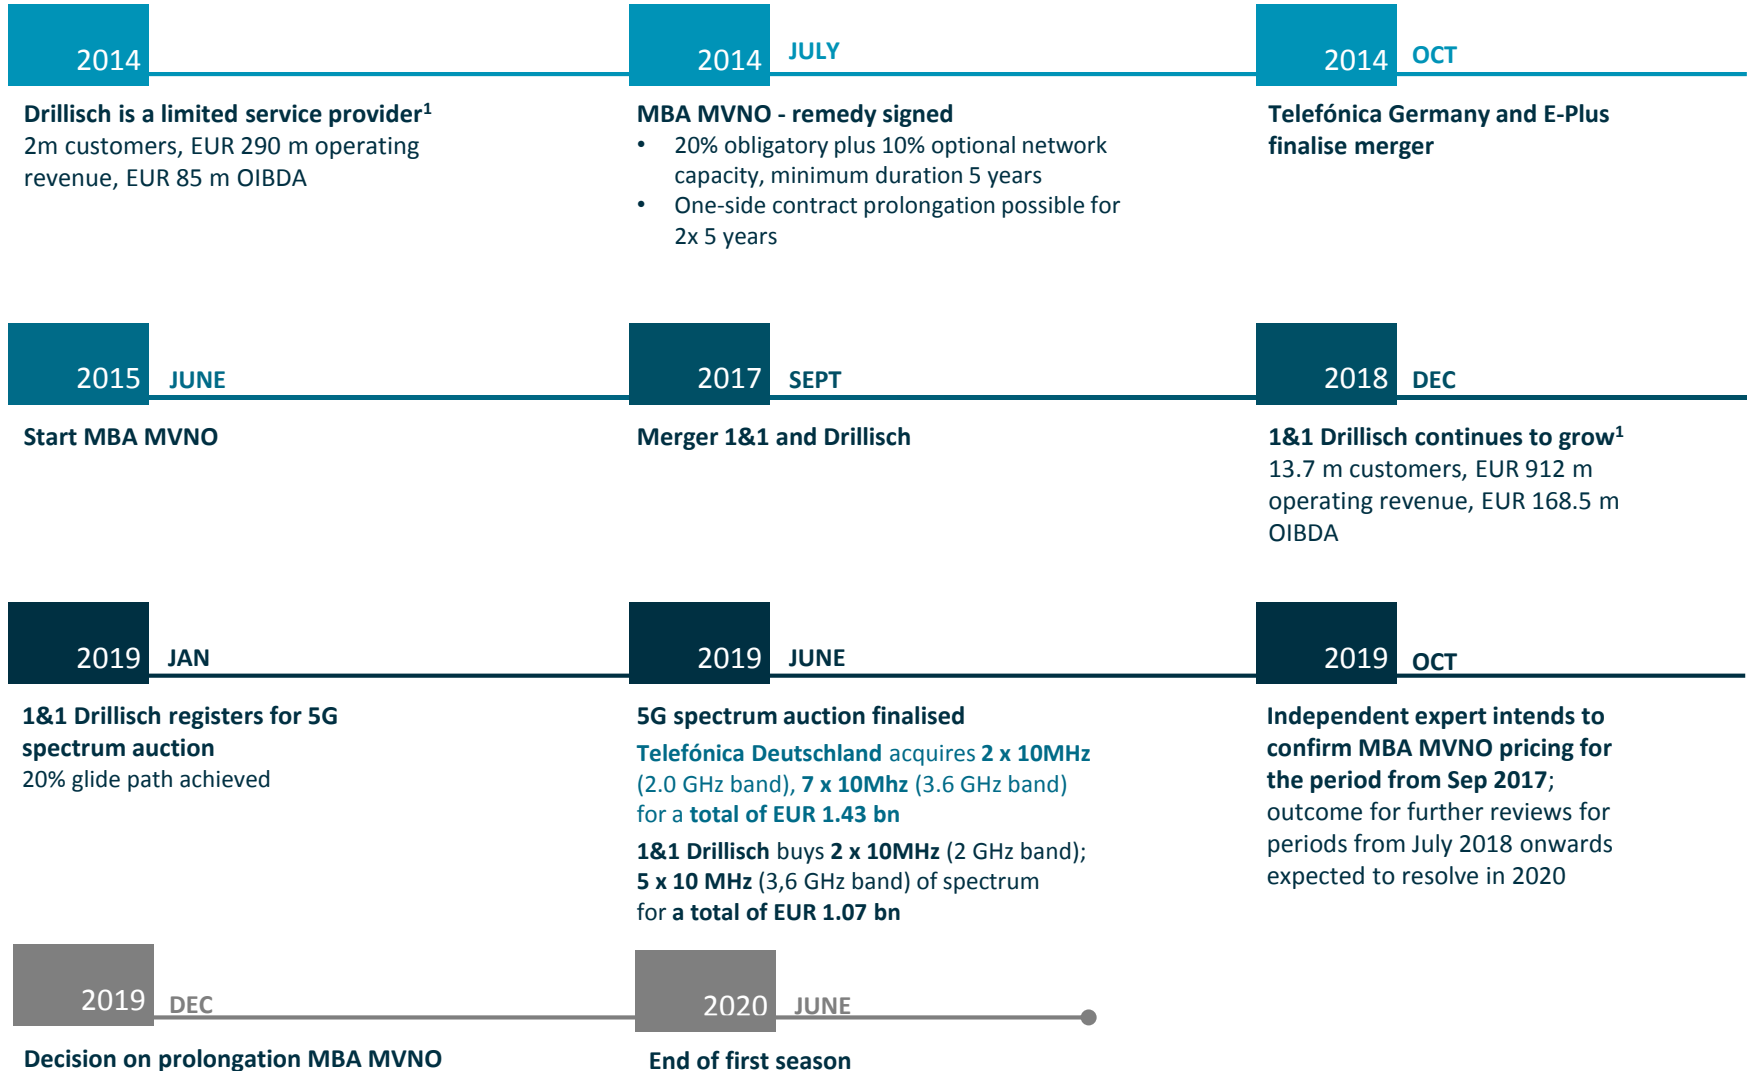 2014
Drillisch is a limited service provider1
2m customers, EUR 290 m operating
revenue, EUR 85 m OIBDA
2014 JULY
MBA MVNO - remedy signed
• 20% obligatory plus 10% optional network
capacity, minimum duration 5 years
• One-side contract prolongation possible for
2x 5 years
2014 OCT
Telefónica Germany and E-Plus
finalise merger
2015 JUNE
Start MBA MVNO
2017 SEPT
Merger 1&1 and Drillisch
2018 DEC
1&1 Drillisch continues to grow1
13.7 m customers, EUR 912 m
operating revenue, EUR 168.5 m
OIBDA
2019 JAN
1&1 Drillisch registers for 5G
spectrum auction
20% glide path achieved
2019 JUNE
5G spectrum auction finalised
Telefónica Deutschland acquires 2 x 10MHz
(2.0 GHz band), 7 x 10Mhz (3.6 GHz band)
for a total of EUR 1.43 bn
1&1 Drillisch buys 2 x 10MHz (2 GHz band);
5 x 10 MHz (3,6 GHz band) of spectrum
for a total of EUR 1.07 bn
2019 OCT
Independent expert intends to
confirm MBA MVNO pricing for
the period from Sep 2017;
outcome for further reviews for
periods from July 2018 onwards
expected to resolve in 2020
2019 DEC
Decision on prolongation MBA MVNO
2020 JUNE
End of first season